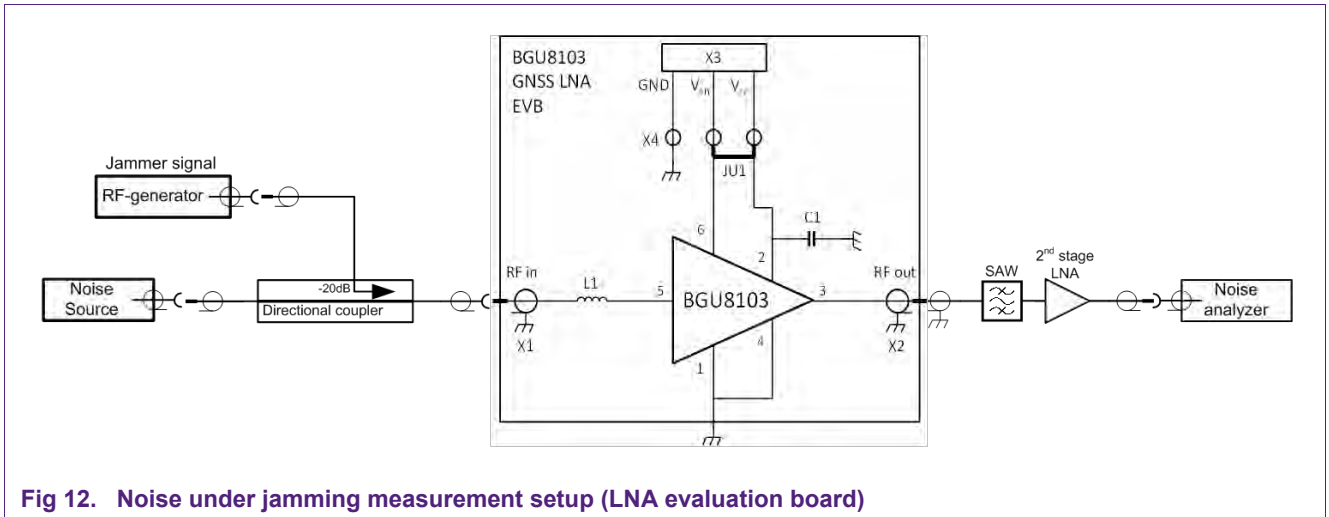 BGU8103
GNSS LNA
EVB
X3
GND Ven Vcc
X4
JU1
Jammer signal
RF-generator
C1
6
2
2nd stage
LNA
SAW
RF in
L1
RF out
Noise
Source
-20dB
Directional coupler
5
BGU8103
3
Noise
analyzer
X1
4
X2
1
Fig 12. Noise under jamming measurement setup (LNA evaluation board)